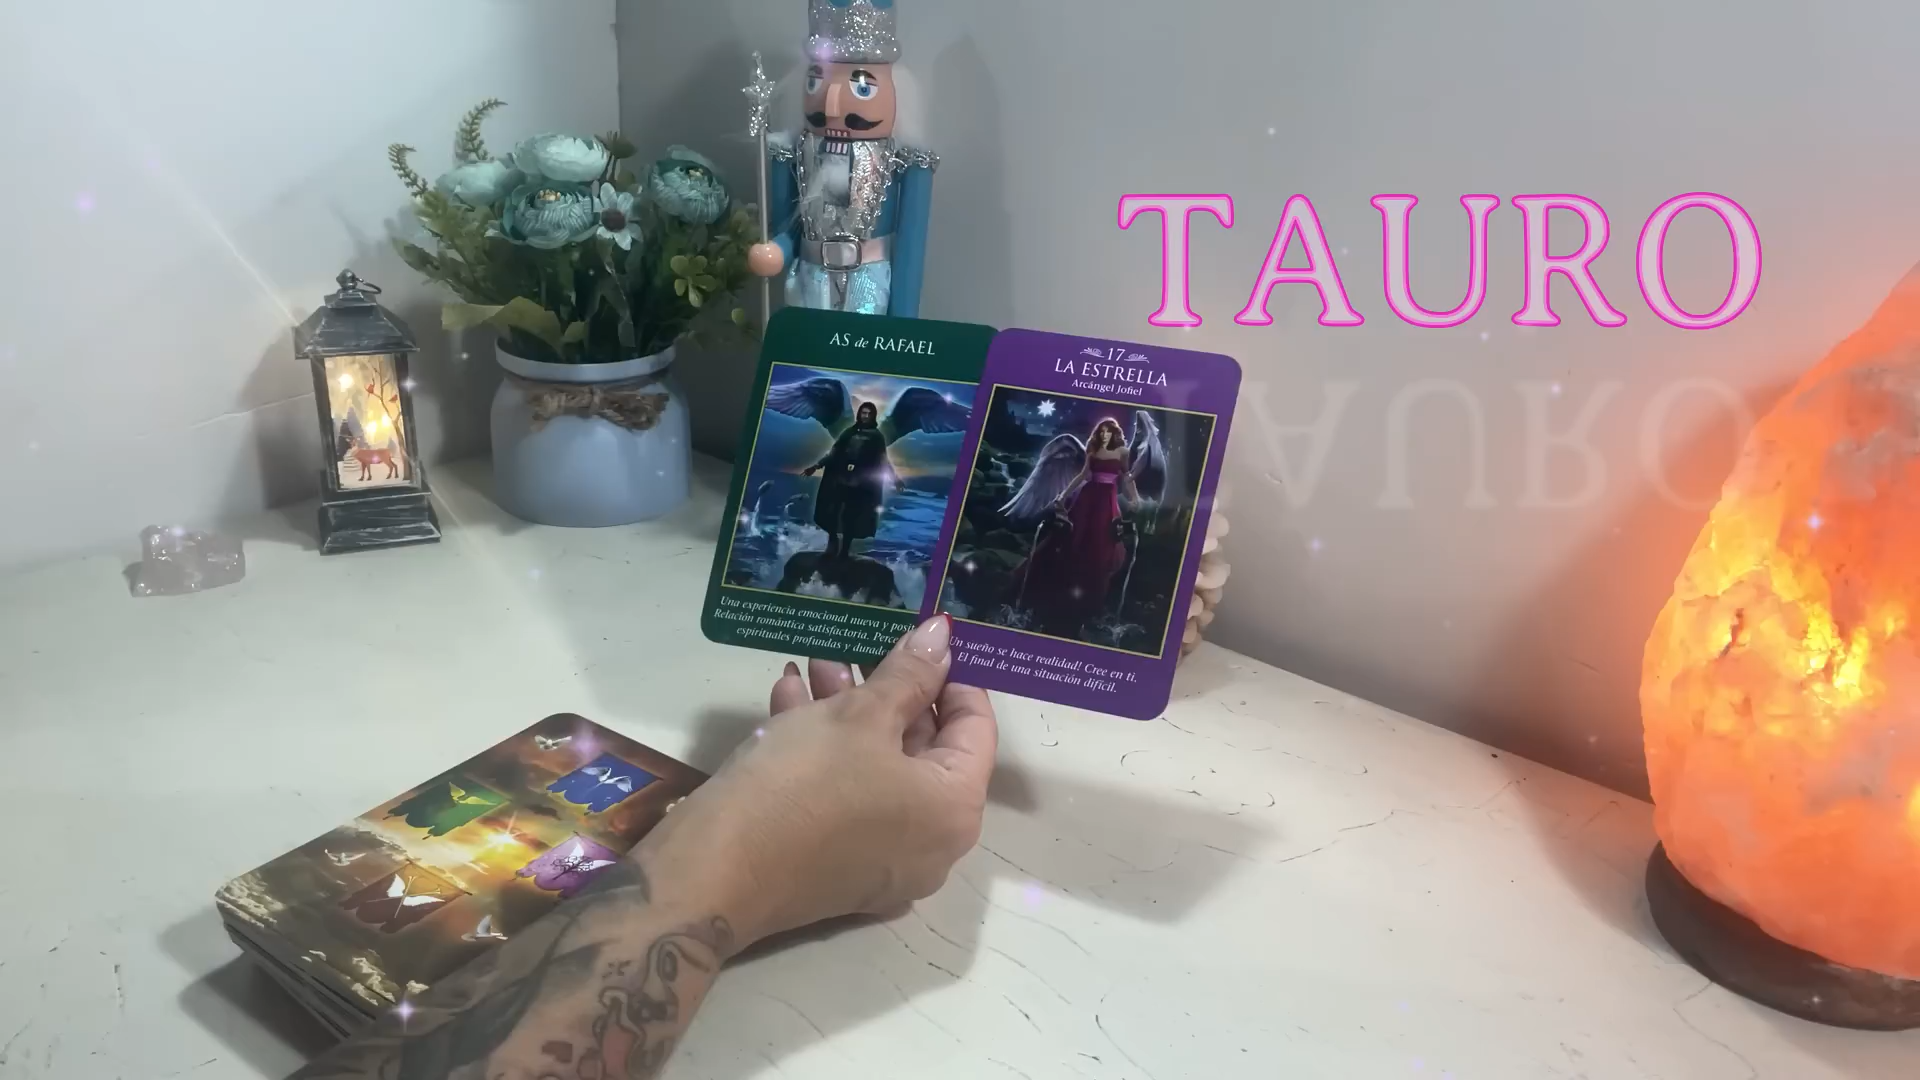 TAURO
AS de RAFAEL
Una experiencia emocional nueva y posit
Relación romántica satisfactoria. Perce
espirituales profundas y durade
17
LA ESTRELLA
Arcángel Jofiel
Un sueño se hace realidad! Cree en ti.
El final de una situación difícil.